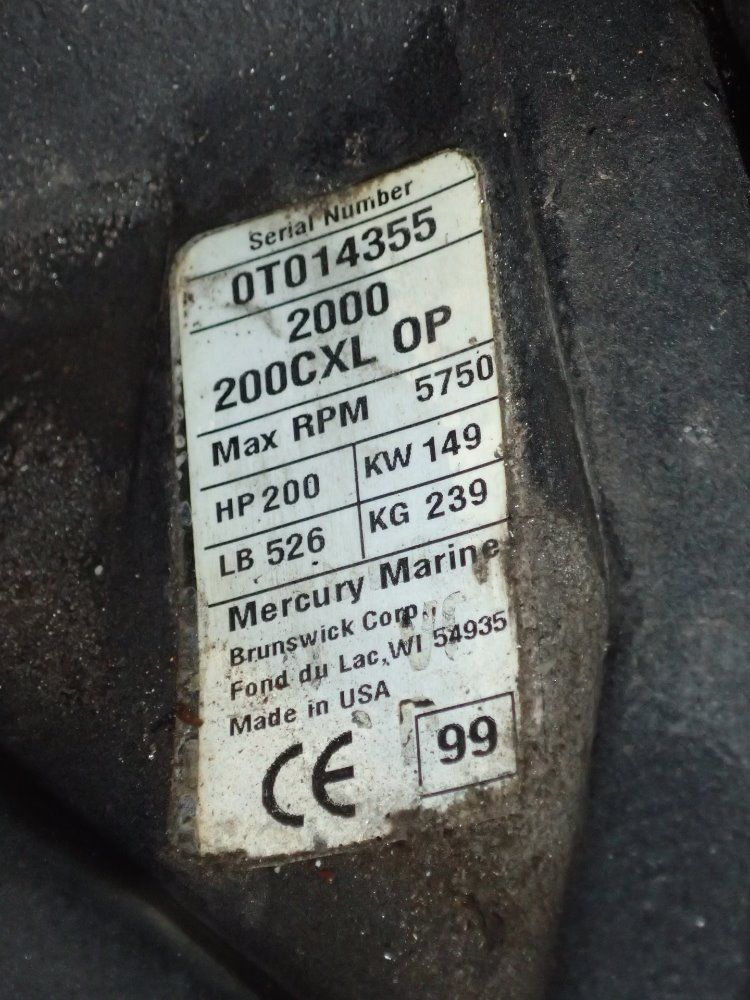 Serial Number
0T014355
2000
200CXL OP
Max RPM 5750
HP 200 KW 149
LB 526 KG 239
Mercury Marine
Brunswick Corp.
Fond du Lac, WI 54935
Made in USA
CE 99